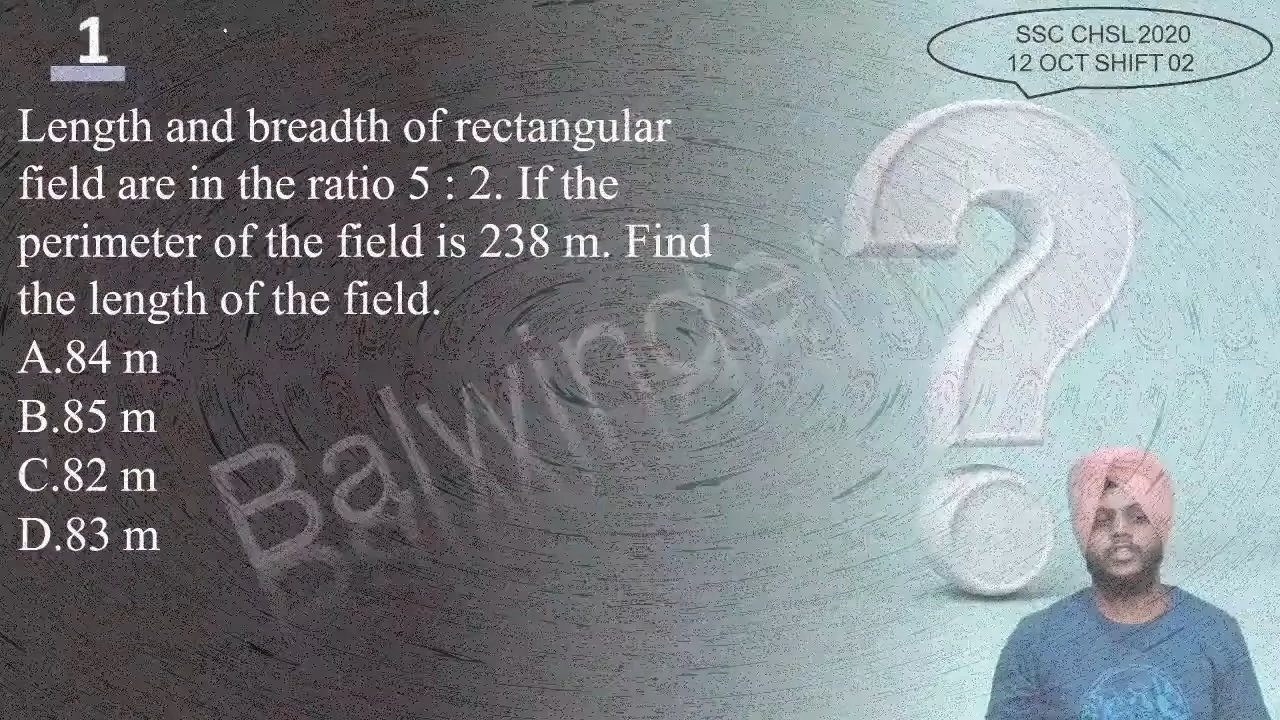 1
SSC CHSL 2020
12 OCT SHIFT 02
Length and breadth of rectangular
field are in the ratio 5 : 2. If the
perimeter of the field is 238 m. Find
the length of the field.
A.84 m
B.85 m
C.82 m
D.83 m
Balwinder